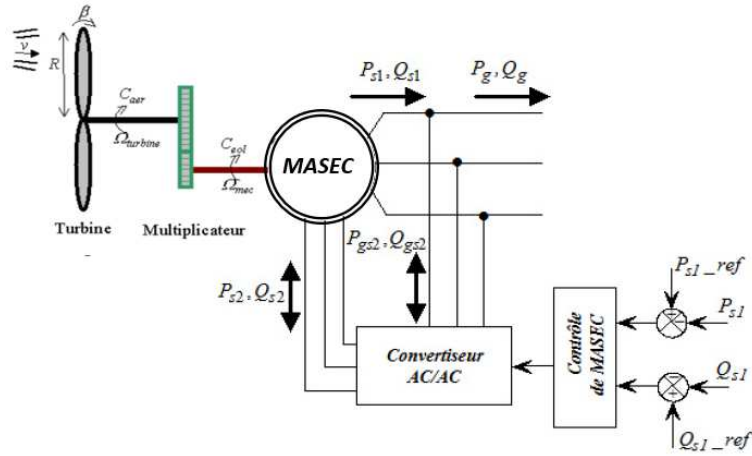 β
v
R
C_aer
Ω_turbine
C_eol
Ω_mec
Turbine
Multiplicateur
MASEC
P_s1, Q_s1
P_g, Q_g
P_s2, Q_s2
P_gs2, Q_gs2
Convertiseur
AC/AC
Contrôle
de MASEC
P_s1_ref
P_s1
Q_s1
Q_s1_ref